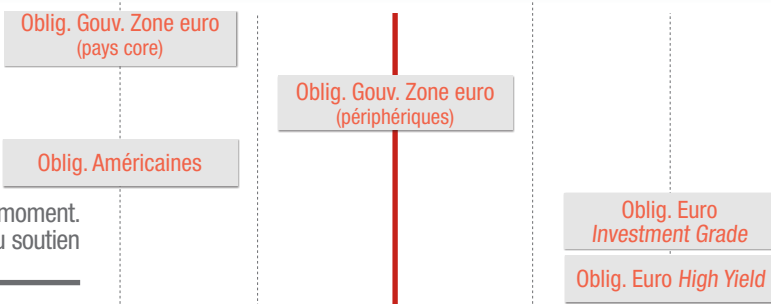 Oblig. Gouv. Zone euro
(pays core)
Oblig. Gouv. Zone euro
(périphériques)
Oblig. Américaines
moment.
soutien
Oblig. Euro
Investment Grade
Oblig. Euro High Yield